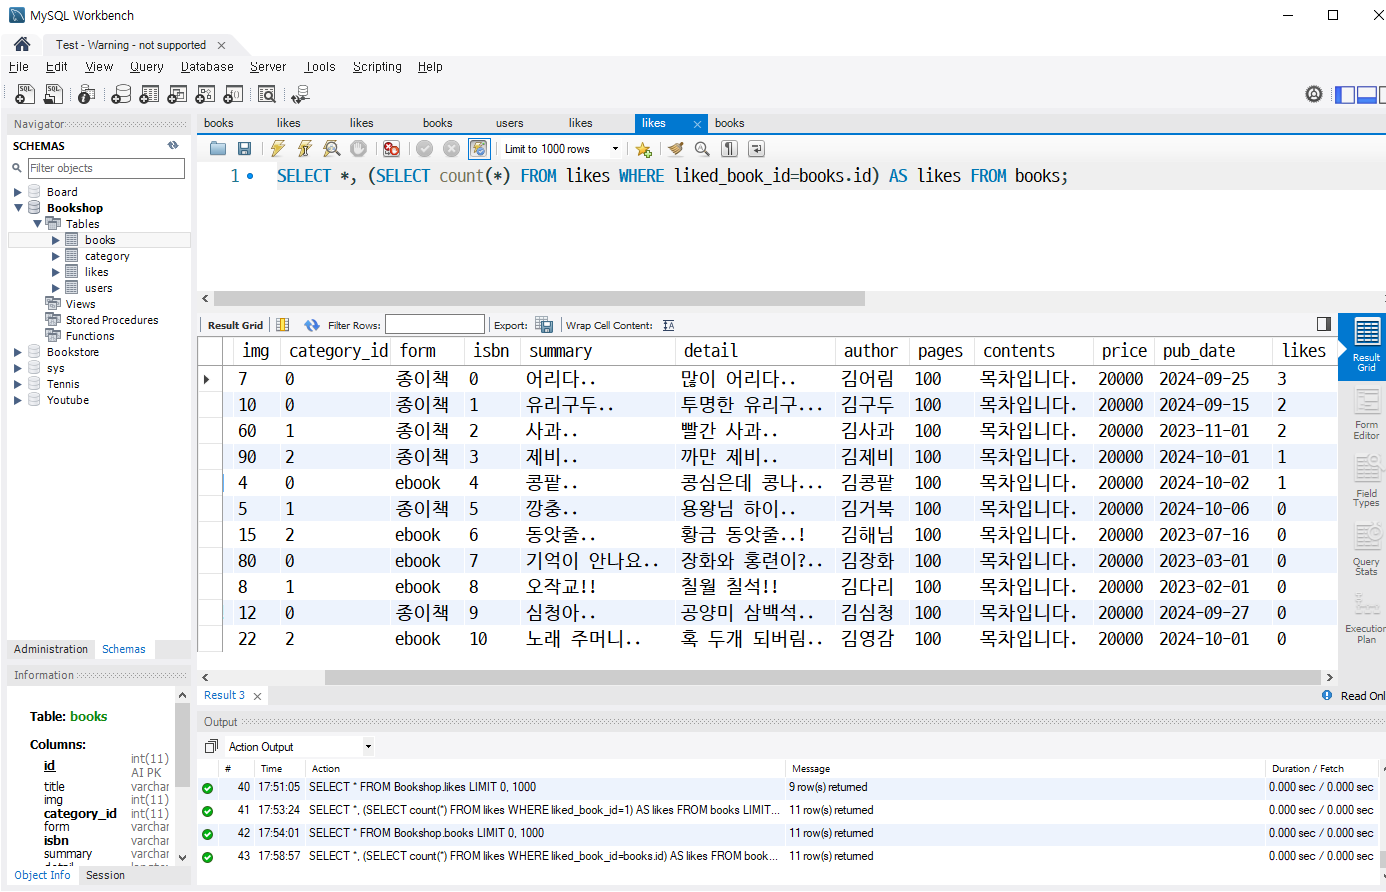 MySQL Workbench
Test - Warning - not supported
File Edit View Query Database Server Tools Scripting Help
Navigator
SCHEMAS
Filter objects
Board
Bookshop
Tables
books
category
likes
users
Views
Stored Procedures
Functions
Bookstore
sys
Tennis
Youtube
Administration Schemas
Information
Table: books
Columns:
id int(11)
AI PK
title varchar
img int(11)
category_id int(11)
form varchar
isbn varchar
summary varchar
Object Info Session
books likes likes books users likes likes books
Limit to 1000 rows
1 SELECT *, (SELECT count(*) FROM likes WHERE liked_book_id=books.id) AS likes FROM books;
Result Grid Filter Rows: Export: Wrap Cell Content:
img category_id form isbn summary detail author pages contents price pub_date likes
7 0 종이책 0 어리다.. 많이 어리다.. 김어림 100 목차입니다. 20000 2024-09-25 3
10 0 종이책 1 유리구두.. 투명한 유리구... 김구두 100 목차입니다. 20000 2024-09-15 2
60 1 종이책 2 사과.. 빨간 사과.. 김사과 100 목차입니다. 20000 2023-11-01 2
90 2 종이책 3 제비.. 까만 제비.. 김제비 100 목차입니다. 20000 2024-10-01 1
4 0 ebook 4 콩팥.. 콩심은데 콩나... 김콩팥 100 목차입니다. 20000 2024-10-02 1
5 1 종이책 5 깡충.. 용왕님 하이.. 김거북 100 목차입니다. 20000 2024-10-06 0
15 2 ebook 6 동앗줄.. 황금 동앗줄..! 김해님 100 목차입니다. 20000 2023-07-16 0
80 0 ebook 7 기억이 안나요.. 장화와 홍련이?.. 김장화 100 목차입니다. 20000 2023-03-01 0
8 1 ebook 8 오작교!! 칠월 칠석!! 김다리 100 목차입니다. 20000 2023-02-01 0
12 0 종이책 9 심청아.. 공양미 삼백석.. 김심청 100 목차입니다. 20000 2024-09-27 0
22 2 ebook 10 노래 주머니.. 혹 두개 되버림.. 김영감 100 목차입니다. 20000 2024-10-01 0
Result
Grid
Form
Editor
Field
Types
Query
Stats
Execution
Plan
Result 3
Read Onl
Output
Action Output
# Time Action Message Duration / Fetch
40 17:51:05 SELECT * FROM Bookshop.likes LIMIT 0, 1000 9 row(s) returned 0.000 sec / 0.000 sec
41 17:53:24 SELECT *, (SELECT count(*) FROM likes WHERE liked_book_id=1) AS likes FROM books LIMIT... 11 row(s) returned 0.000 sec / 0.000 sec
42 17:54:01 SELECT * FROM Bookshop.books LIMIT 0, 1000 11 row(s) returned 0.000 sec / 0.000 sec
43 17:58:57 SELECT *, (SELECT count(*) FROM likes WHERE liked_book_id=books.id) AS likes FROM book... 11 row(s) returned 0.000 sec / 0.000 sec